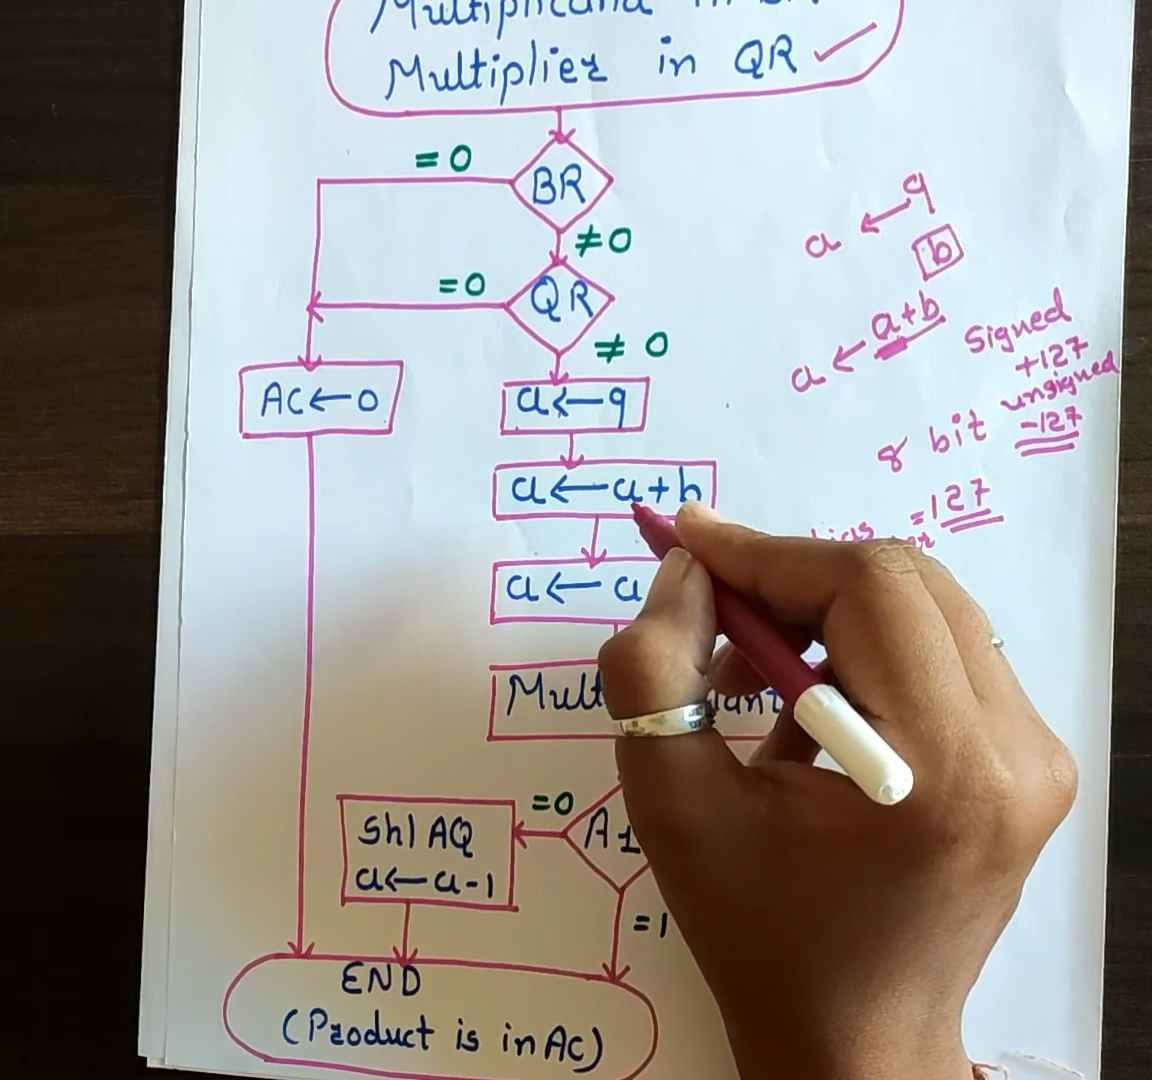 Multiplier in QR ✓
= 0
BR
≠ 0
= 0
QR
≠ 0
AC ← 0
a ← q
a ← a + b
a ← a
= 0
Shl AQ
a ← a - 1
A1
= 1
END
(Product is in AC)
a ← q
b
a ← a + b
Signed
+127
unsigned
-127
8 bit
= 127